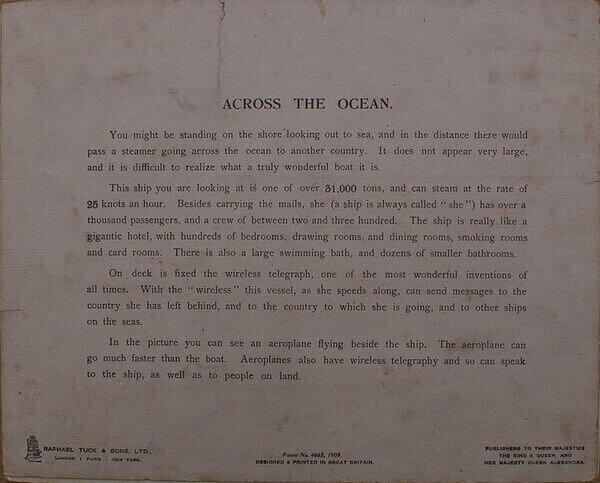 ACROSS THE OCEAN.
You might be standing on the shore looking out to sea, and in the distance there would
pass a steamer going across the ocean to another country. It does not appear very large,
and it is difficult to realize what a truly wonderful boat it is.
This ship you are looking at is one of over 31,000 tons, and can steam at the rate of
25 knots an hour. Besides carrying the mails, she (a ship is always called "she") has over a
thousand passengers, and a crew of between two and three hundred. The ship is really like a
gigantic hotel, with hundreds of bedrooms, drawing rooms, and dining rooms, smoking rooms
and card rooms. There is also a large swimming bath, and dozens of smaller bathrooms.
On deck is fixed the wireless telegraph, one of the most wonderful inventions of
all times. With the "wireless" this vessel, as she speeds along, can send messages to the
country she has left behind, and to the country to which she is going, and to other ships
on the seas.
In the picture you can see an aeroplane flying beside the ship. The aeroplane can
go much faster than the boat. Aeroplanes also have wireless telegraphy and so can speak
to the ship, as well as to people on land.
RAPHAEL TUCK & SONS, LTD.,
LONDON : PARIS : NEW YORK.
Patent No. 4663, 1909.
DESIGNED & PRINTED IN GREAT BRITAIN.
PUBLISHERS TO THEIR MAJESTIES
THE KING & QUEEN, AND
HER MAJESTY QUEEN ALEXANDRA.